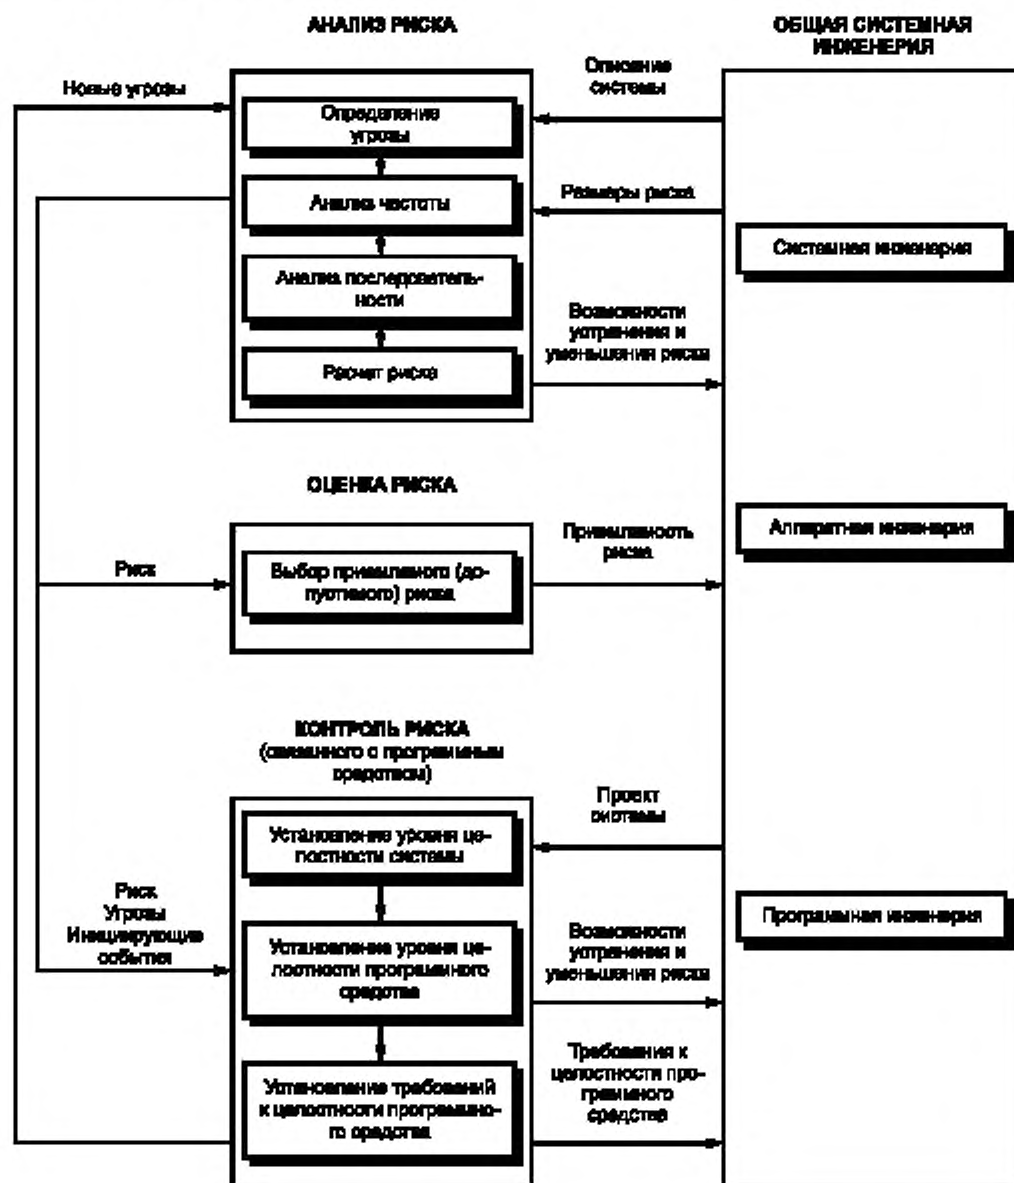 АНАЛИЗ РИСКА
ОБЩАЯ СИСТЕМНАЯ
ИНЖЕНЕРИЯ
Новые угрозы
Описание
системы
Определение
угрозы
Анализ частоты
Размеры риска
Системная инженерия
Анализ последователь-
ности
Возможности
устранения и
уменьшения риска
Расчет риска
ОЦЕНКА РИСКА
Аппаратная инженерия
Приемлемость
риска
Риск
Выбор приемлемого (до-
пустимого) риска
КОНТРОЛЬ РИСКА
(связанного с программным
средством)
Проект
системы
Установление уровня це-
лостности системы
Риск
Угрозы
Инициирующие
события
Программная инженерия
Установление уровня це-
лостности программного
средства
Возможности
устранения и
уменьшения риска
Требования к
целостности про-
граммного
средства
Установление требований
к целостности программно-
го средства